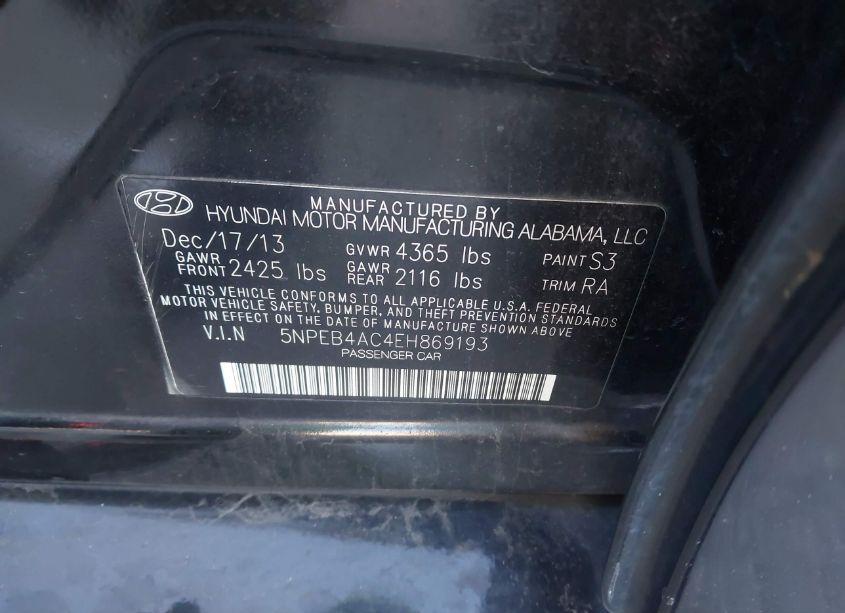 MANUFACTURED BY
HYUNDAI MOTOR MANUFACTURING ALABAMA, LLC
Dec/17/13 GVWR 4365 lbs PAINT S3
GAWR FRONT 2425 lbs GAWR REAR 2116 lbs TRIM RA
THIS VEHICLE CONFORMS TO ALL APPLICABLE U.S.A. FEDERAL
MOTOR VEHICLE SAFETY, BUMPER, AND THEFT PREVENTION STANDARDS
IN EFFECT ON THE DATE OF MANUFACTURE SHOWN ABOVE
V.I.N 5NPEB4AC4EH869193
PASSENGER CAR